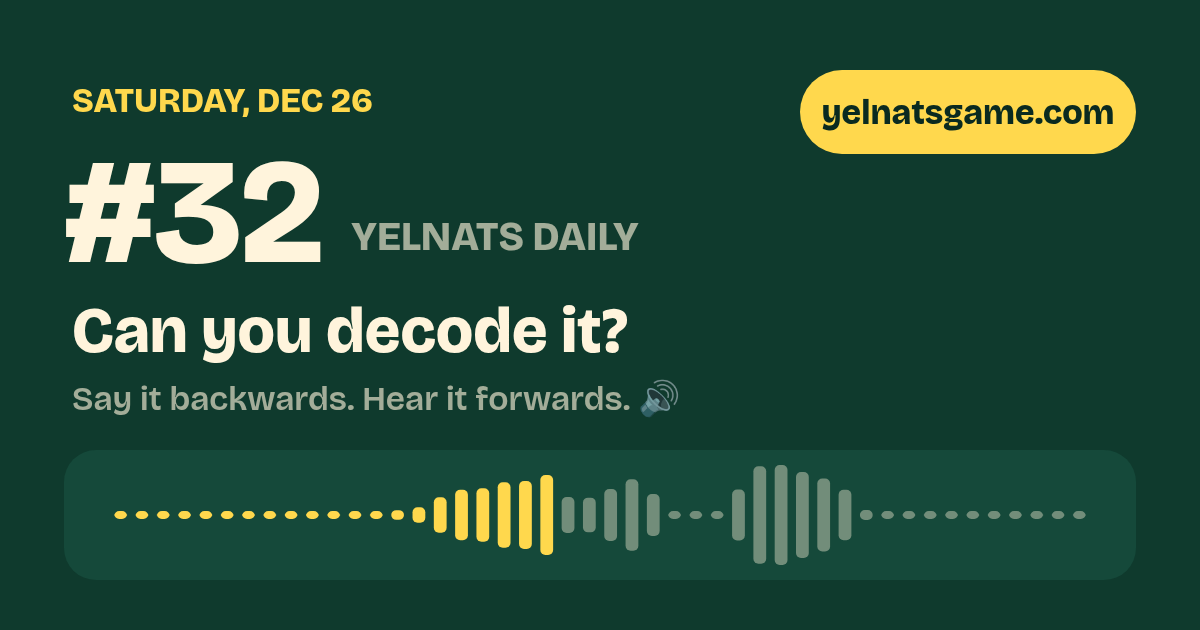 SATURDAY, DEC 26
yelnatsgame.com
#32 YELNATS DAILY
Can you decode it?
Say it backwards. Hear it forwards. 🔊